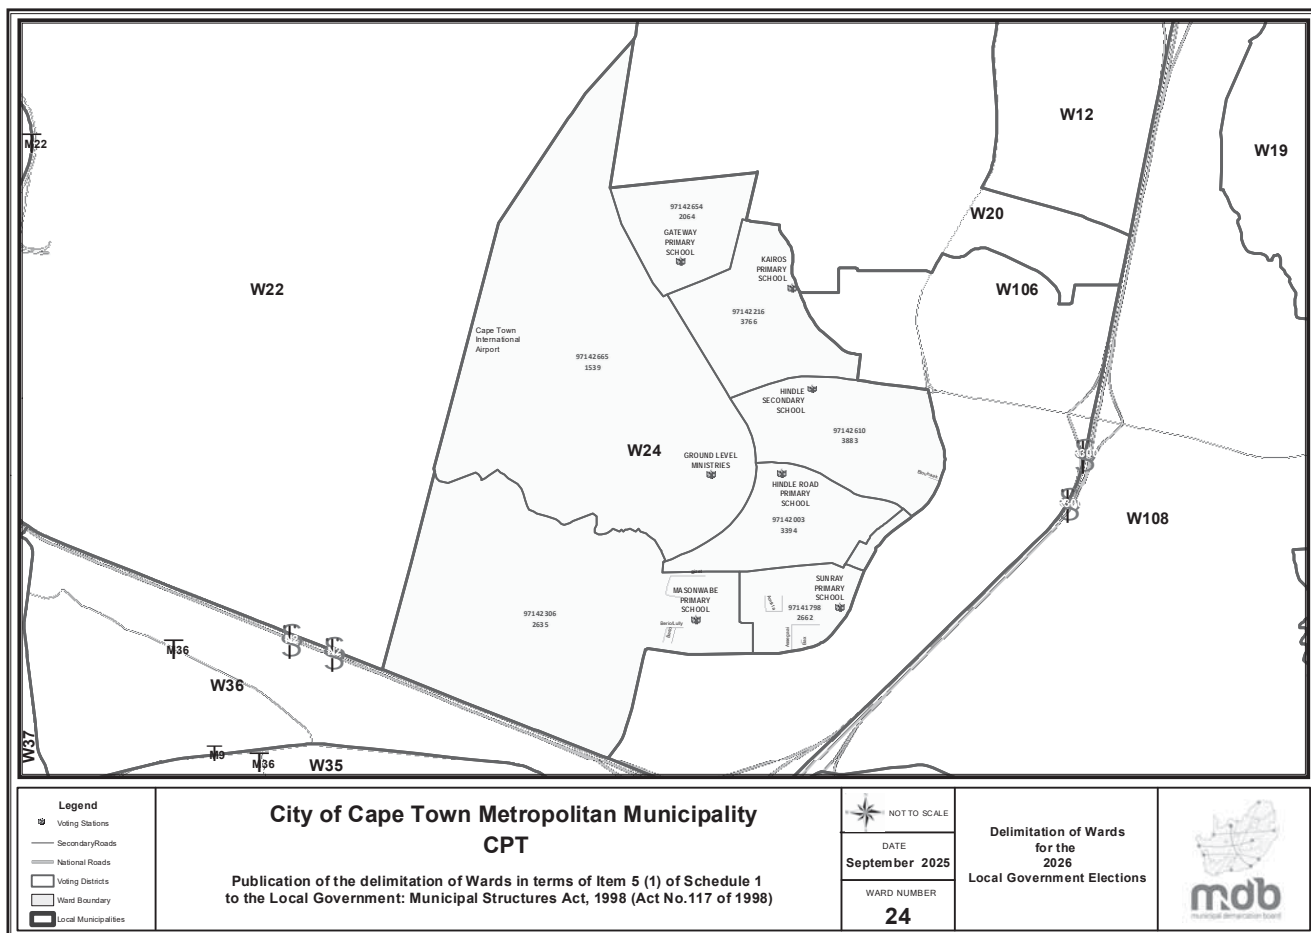 M22
W12
W19
W20
W22
W106
97142654
2064
GATEWAY
PRIMARY
SCHOOL
KAIROS
PRIMARY
SCHOOL
97142216
3766
Cape Town
International
Airport
97142665
1539
HINDLE
SECONDARY
SCHOOL
97142610
3883
W24
GROUND LEVEL
MINISTRIES
HINDLE ROAD
PRIMARY
SCHOOL
97142003
3394
W108
MASONWABE
PRIMARY
SCHOOL
SUNRAY
PRIMARY
SCHOOL
97141798
2662
97142306
2635
N2
M36
W36
W37
M9
M36
W35
Legend
Voting Stations
SecondaryRoads
National Roads
Voting Districts
Ward Boundary
Local Municipalities
City of Cape Town Metropolitan Municipality
CPT
Publication of the delimitation of Wards in terms of Item 5 (1) of Schedule 1
to the Local Government: Municipal Structures Act, 1998 (Act No.117 of 1998)
NOT TO SCALE
DATE
September 2025
WARD NUMBER
24
Delimitation of Wards
for the
2026
Local Government Elections
mdb
municipal demarcation board